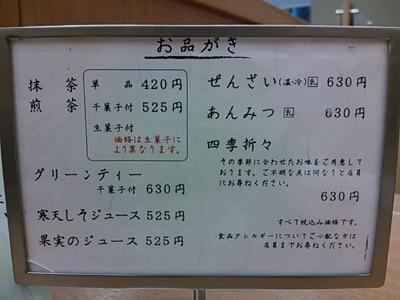 お品がき
抹茶
煎茶
単品 420円
干菓子付 525円
生菓子付
価格は生菓子に
より異なります。
グリーンティー
干菓子付 630円
寒天しそジュース 525円
果実のジュース 525円
ぜんざい(温・冷) 乳 630円
あんみつ 乳 630円
四季折々
その季節に合わせたお味をご用意して
おります。ご不明な点は何なりと店員
にお尋ねください。
630円
すべて税込み価格です。
食品アレルギーについてご心配な方は
店員までお尋ねください。